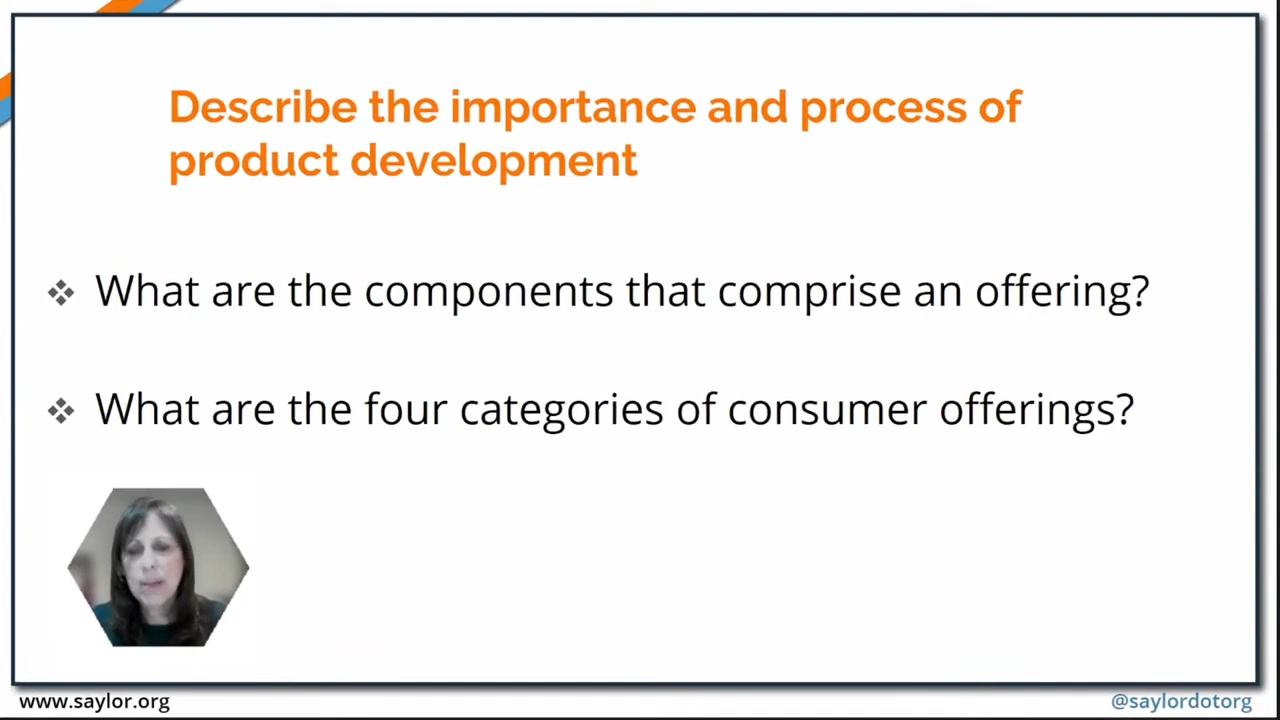 Describe the importance and process of
product development
❖ What are the components that comprise an offering?
❖ What are the four categories of consumer offerings?
www.saylor.org
@saylordotorg